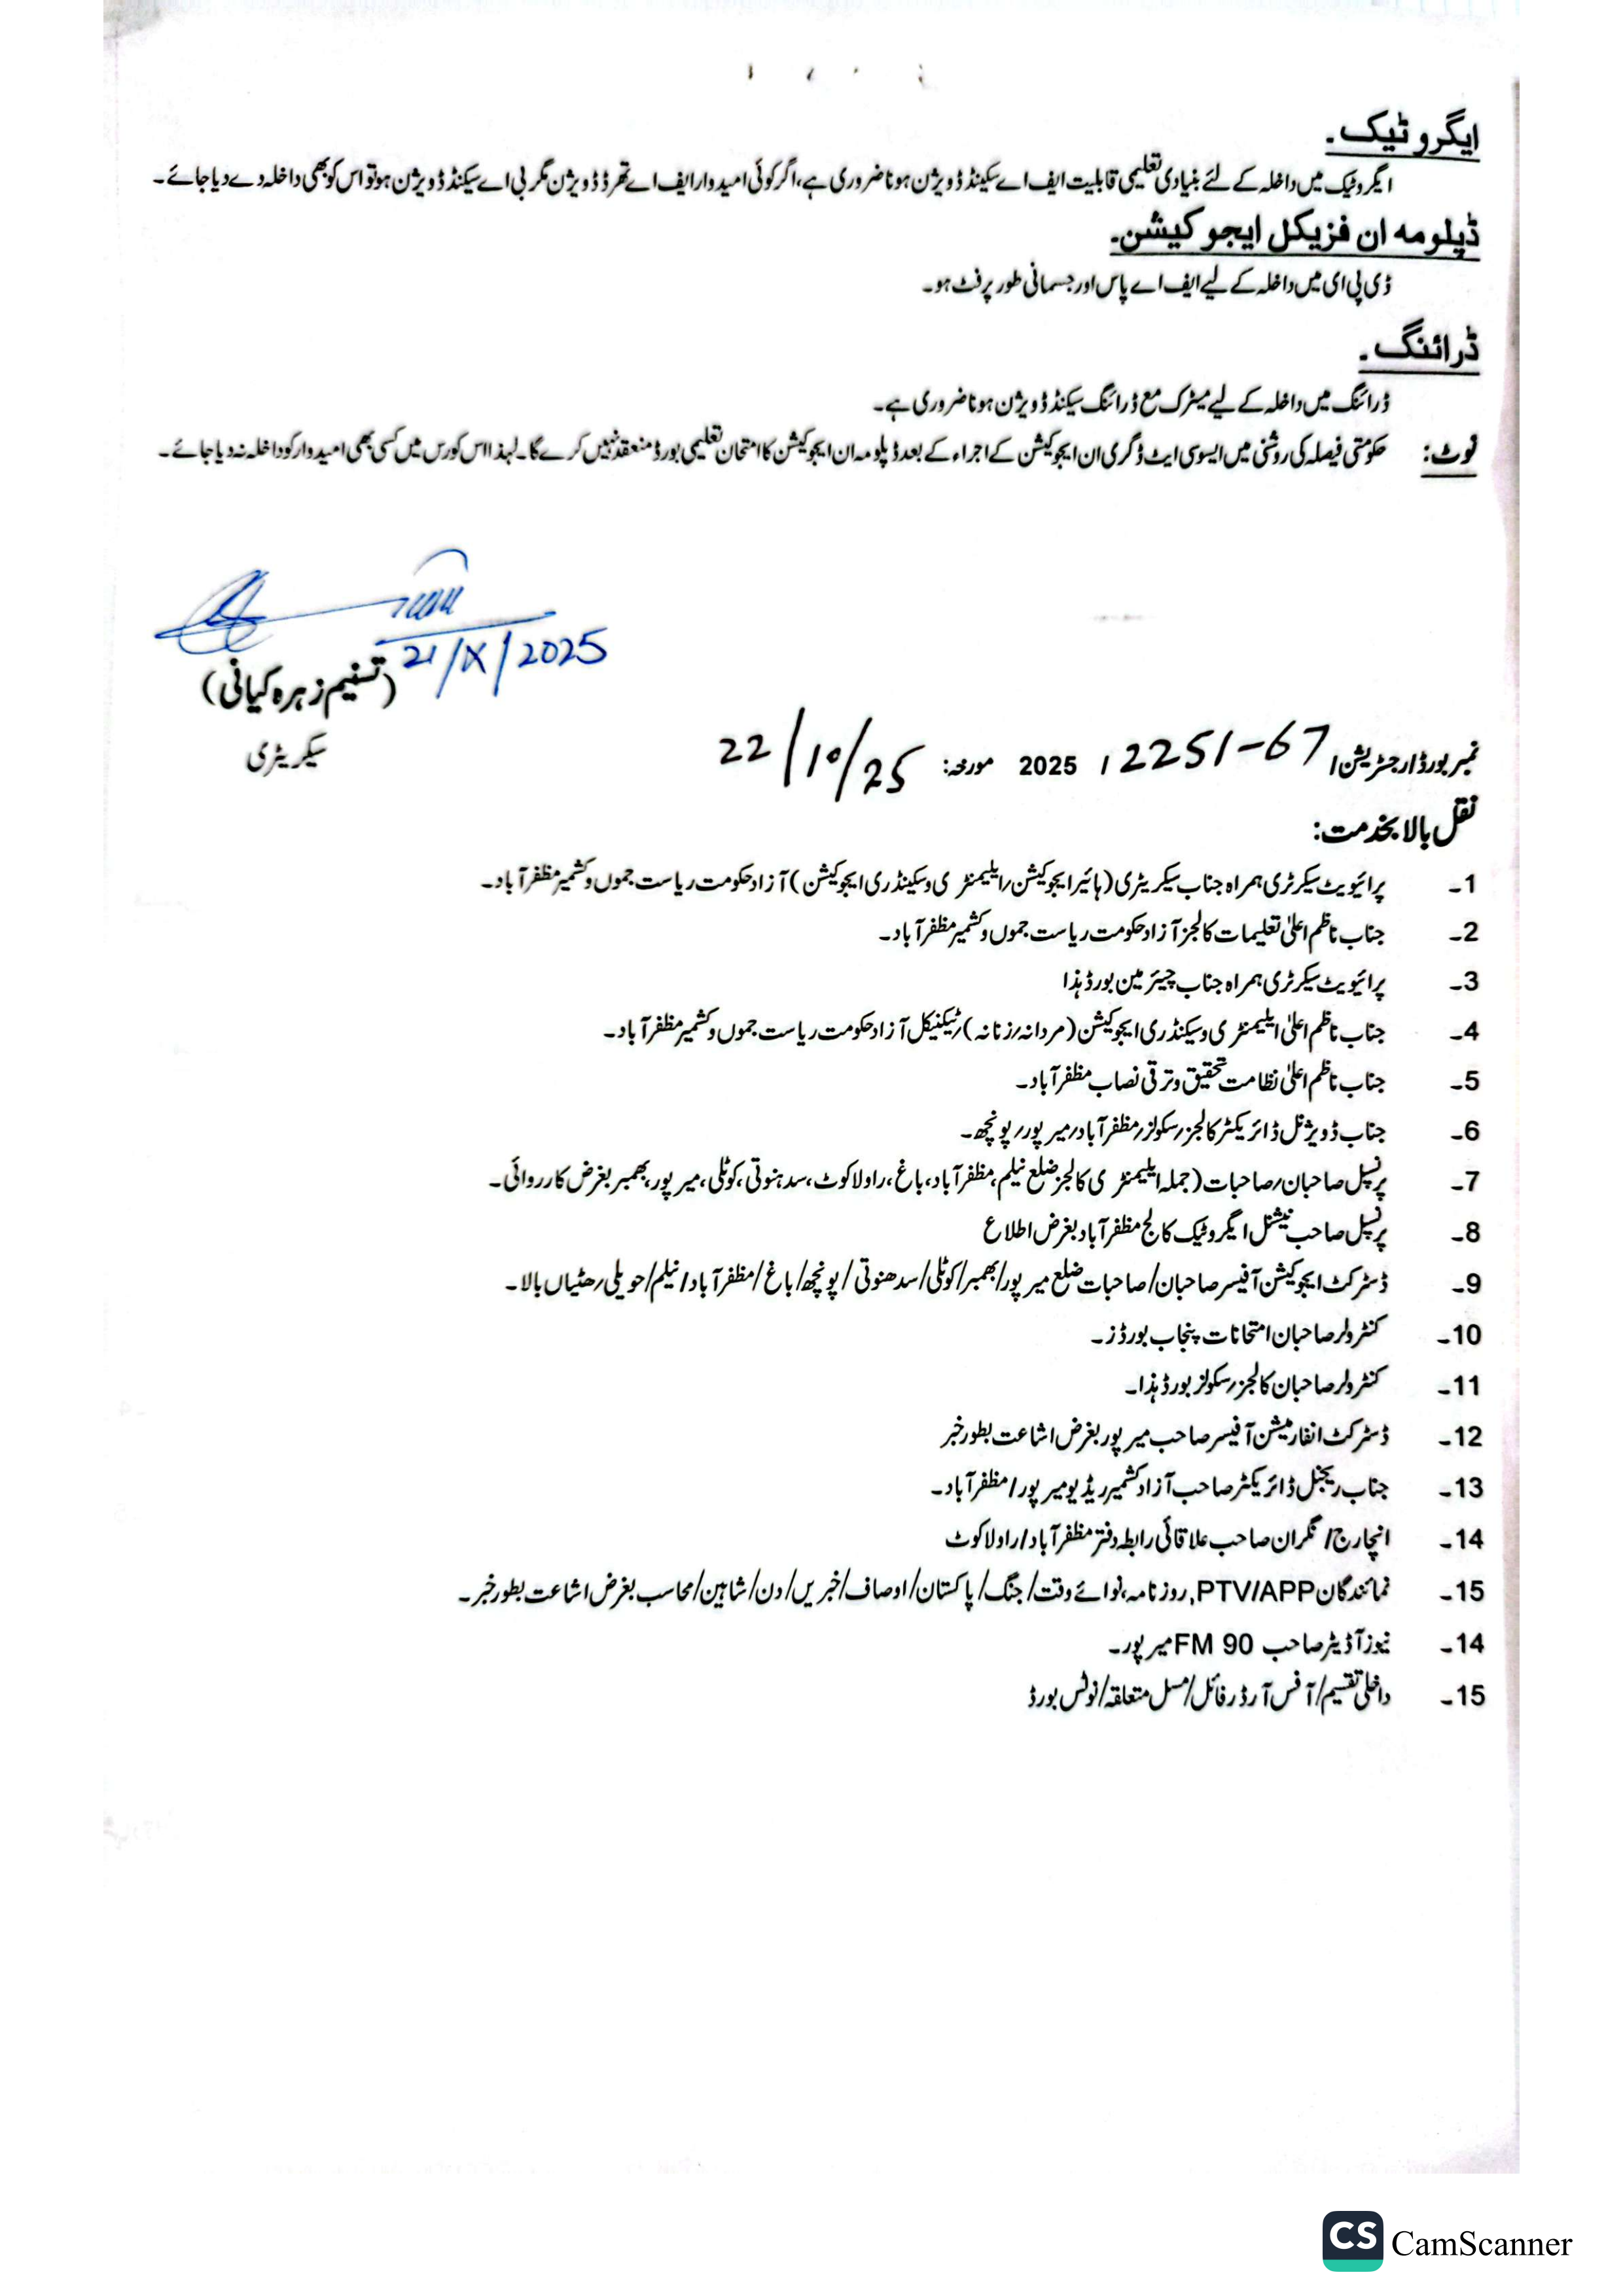 ایگرو ٹیک۔
ایگروٹیک میں داخلہ کے لئے بنیادی تعلیمی قابلیت ایف اے سکینڈ ڈویژن ہونا ضروری ہے، اگر کوئی امیدوار ایف اے تھرڈ ڈویژن مگر بی اے سیکنڈ ڈویژن ہو تو اس کو بھی داخلہ دے دیا جائے۔
ڈپلومہ ان فزیکل ایجوکیشن۔
ڈی پی ای میں داخلہ کے لیے ایف اے پاس اور جسمانی طور پر فٹ ہو۔
ڈرائنگ۔
ڈرائنگ میں داخلہ کے لیے میٹرک مع ڈرائنگ سیکنڈ ڈویژن ہونا ضروری ہے۔
نوٹ: حکومتی فیصلہ کی روشنی میں ایسوسی ایٹ ڈگری ان ایجوکیشن کے اجراء کے بعد ڈپلومہ ان ایجوکیشن کا امتحان تعلیمی بورڈ منعقد نہیں کرے گا۔ لہذا اس کورس میں کسی بھی امیدوار کو داخلہ نہ دیا جائے۔
21/X/2025
(تسنیم زہرہ کیانی)
سیکریٹری
نمبر بورڈ/رجسٹریشن/ 2251-67 / 2025 مورخہ: 22/10/25
نقل بالا بخدمت:
1۔ پرائیویٹ سیکرٹری ہمراہ جناب سیکریٹری (ہائیر ایجوکیشن/ایلیمنٹری و سکینڈری ایجوکیشن) آزاد حکومت ریاست جموں و کشمیر مظفرآباد۔
2۔ جناب ناظم اعلیٰ تعلیمات کالجز آزاد حکومت ریاست جموں و کشمیر مظفرآباد۔
3۔ پرائیویٹ سیکرٹری ہمراہ جناب چیئرمین بورڈ ہذا
4۔ جناب ناظم اعلیٰ ایلیمنٹری و سیکنڈری ایجوکیشن (مردانہ/زنانہ)/ٹیکنیکل آزاد حکومت ریاست جموں و کشمیر مظفرآباد۔
5۔ جناب ناظم اعلیٰ نظامت تحقیق و ترقی نصاب مظفرآباد۔
6۔ جناب ڈویژنل ڈائریکٹر کالجز/سکولز/مظفرآباد/میرپور/پونچھ۔
7۔ پرنسپل صاحبان/صاحبات (جملہ ایلیمنٹری کالجز ضلع نیلم، مظفرآباد، باغ، راولاکوٹ، سدہنوتی، کوٹلی، میرپور، بھمبر بغرض کارروائی۔
8۔ پرنسپل صاحب نیشنل ایگروٹیک کالج مظفرآباد بغرض اطلاع
9۔ ڈسٹرکٹ ایجوکیشن آفیسر صاحبان/صاحبات ضلع میرپور/بھمبر/کوٹلی/سدھنوتی/پونچھ/باغ/مظفرآباد/نیلم/حویلی/ھٹیاں بالا۔
10۔ کنٹرولر صاحبان امتحانات پنجاب بورڈز۔
11۔ کنٹرولر صاحبان کالجز/سکولز بورڈ ہذا۔
12۔ ڈسٹرکٹ انفارمیشن آفیسر صاحب میرپور بغرض اشاعت بطور خبر
13۔ جناب ریجنل ڈائریکٹر صاحب آزاد کشمیر ریڈیو میرپور/مظفرآباد۔
14۔ انچارج/نگران صاحب علاقائی رابطہ دفتر مظفرآباد/راولاکوٹ
15۔ نمائندگان PTV/APP, روزنامہ، نوائے وقت/جنگ/پاکستان/اوصاف/خبریں/دن/شاہین/محاسب بغرض اشاعت بطور خبر۔
14۔ نیوز آڈیٹر صاحب FM 90 میرپور۔
15۔ داخلی تقسیم/آفس آرڈر فائل/مسل متعلقہ/نوٹس بورڈ
CS CamScanner